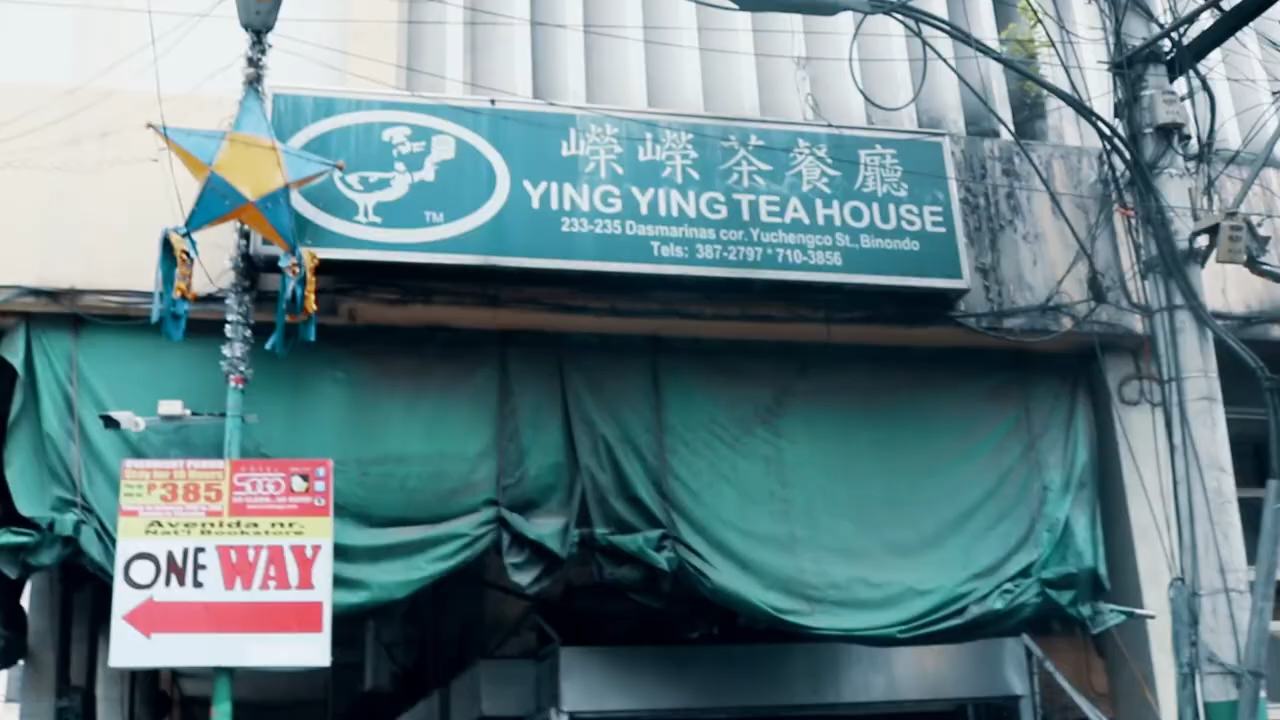 嶸嶸茶餐廳
YING YING TEA HOUSE
233-235 Dasmarinas cor. Yuchengco St., Binondo
Tels: 387-2797 * 710-3856
TM
₱385
SOGO
Avenida nr.
Nat'l Bookstore
ONE WAY